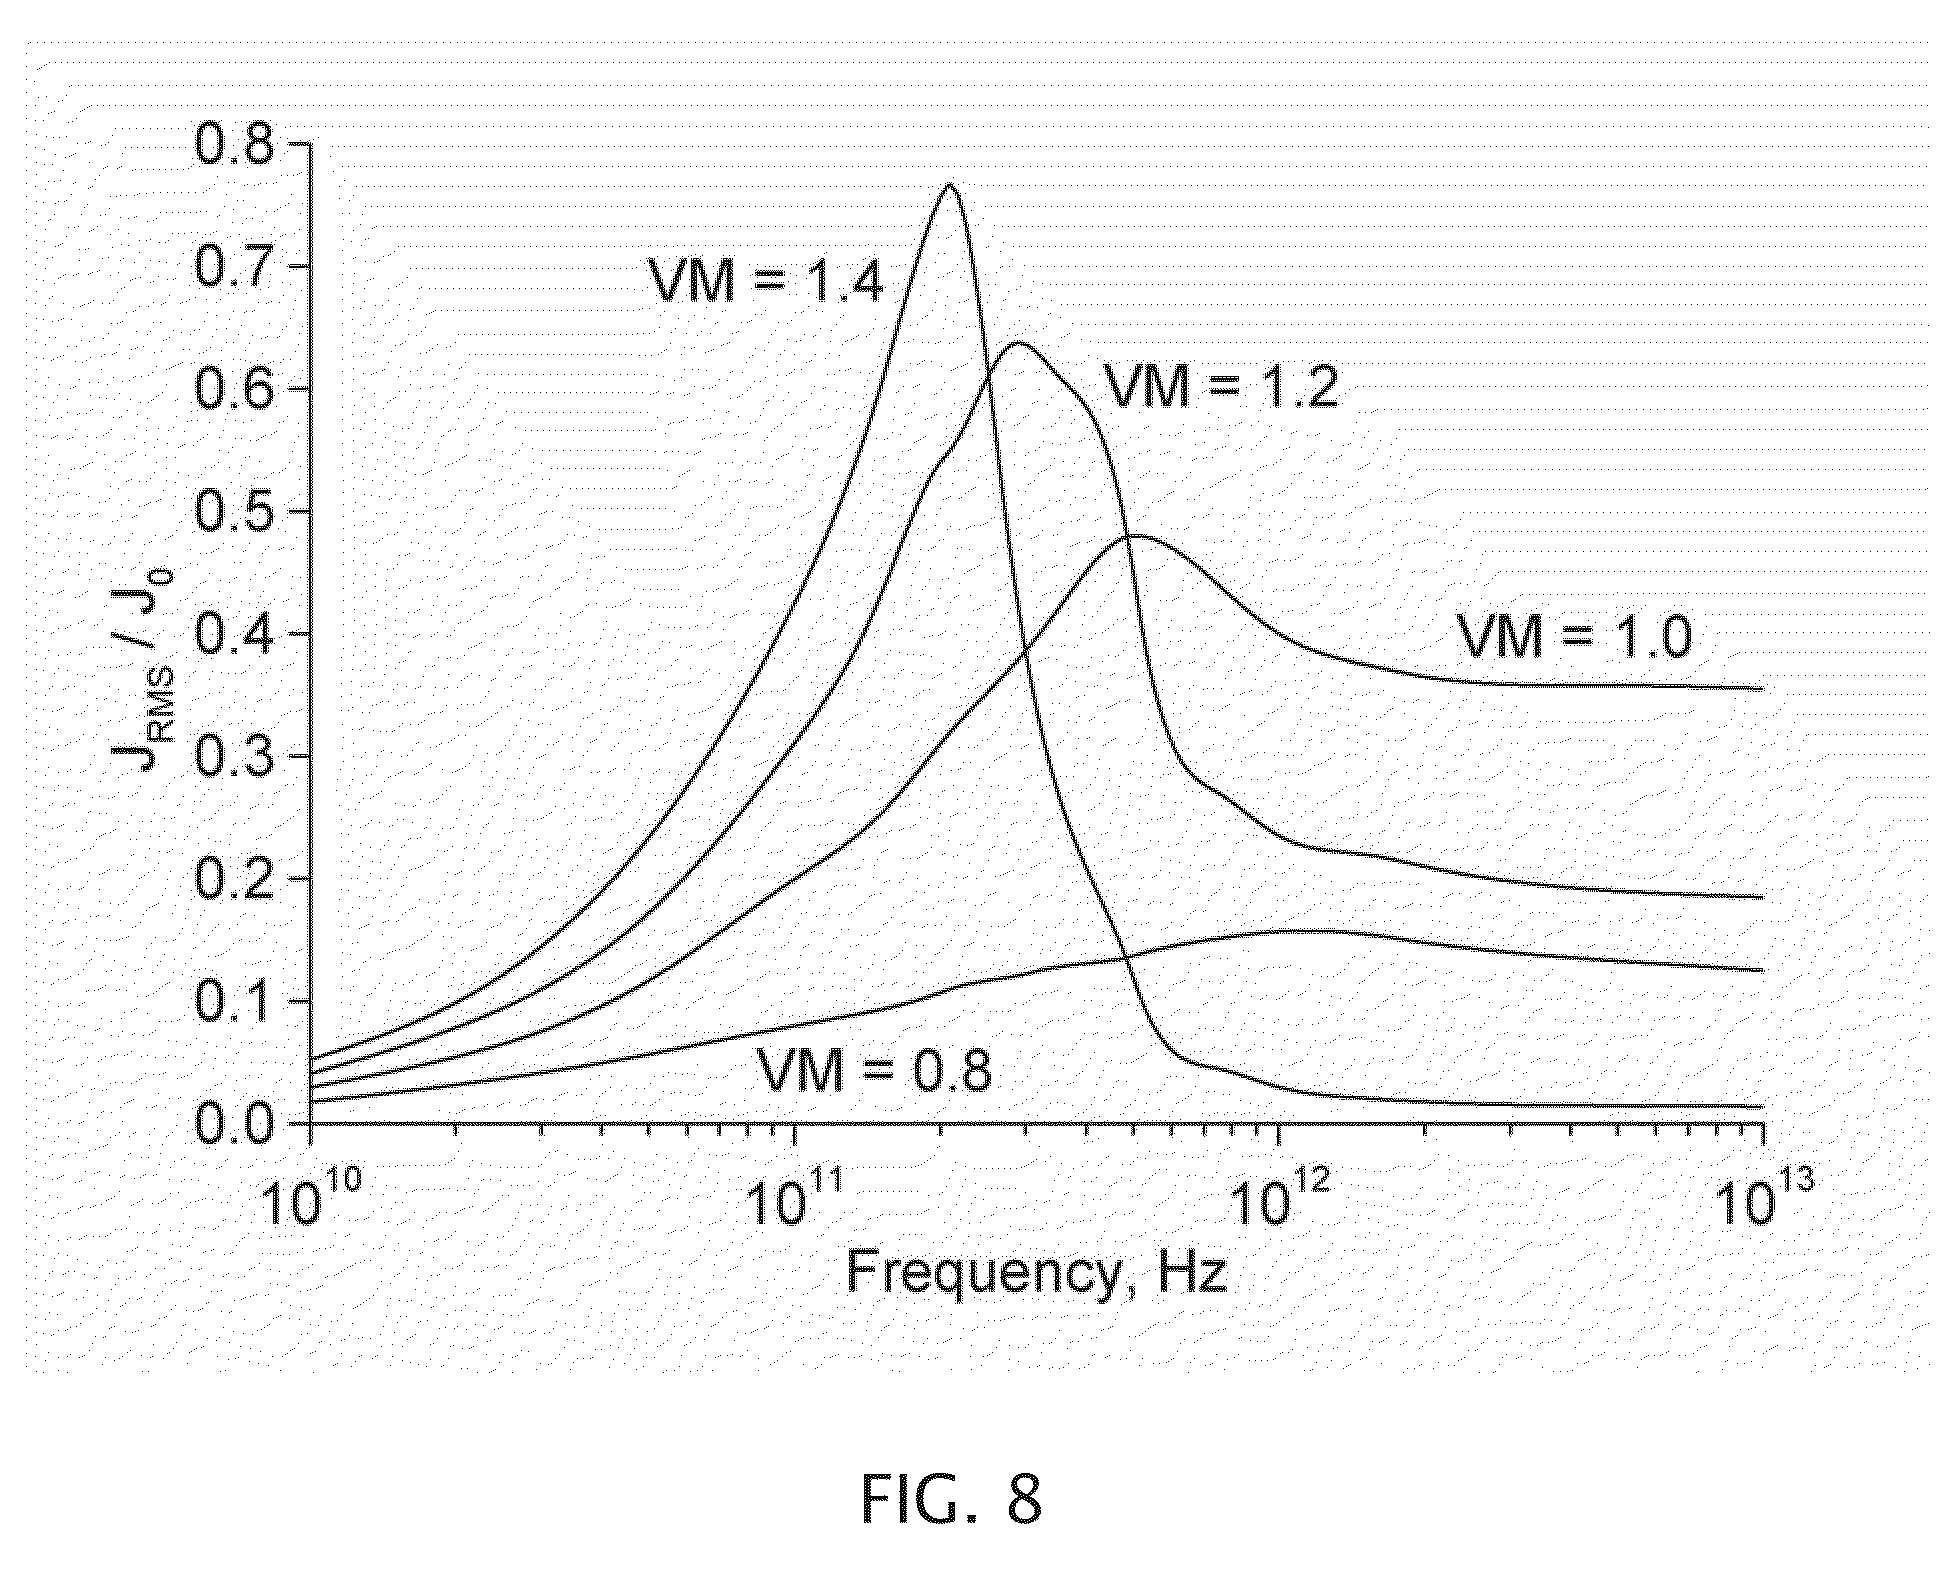 0.8
0.7
0.6
0.5
0.4
0.3
0.2
0.1
0.0
J_RMS / J_0
VM = 1.4
VM = 1.2
VM = 1.0
VM = 0.8
10^10 10^11 10^12 10^13
Frequency, Hz
FIG. 8